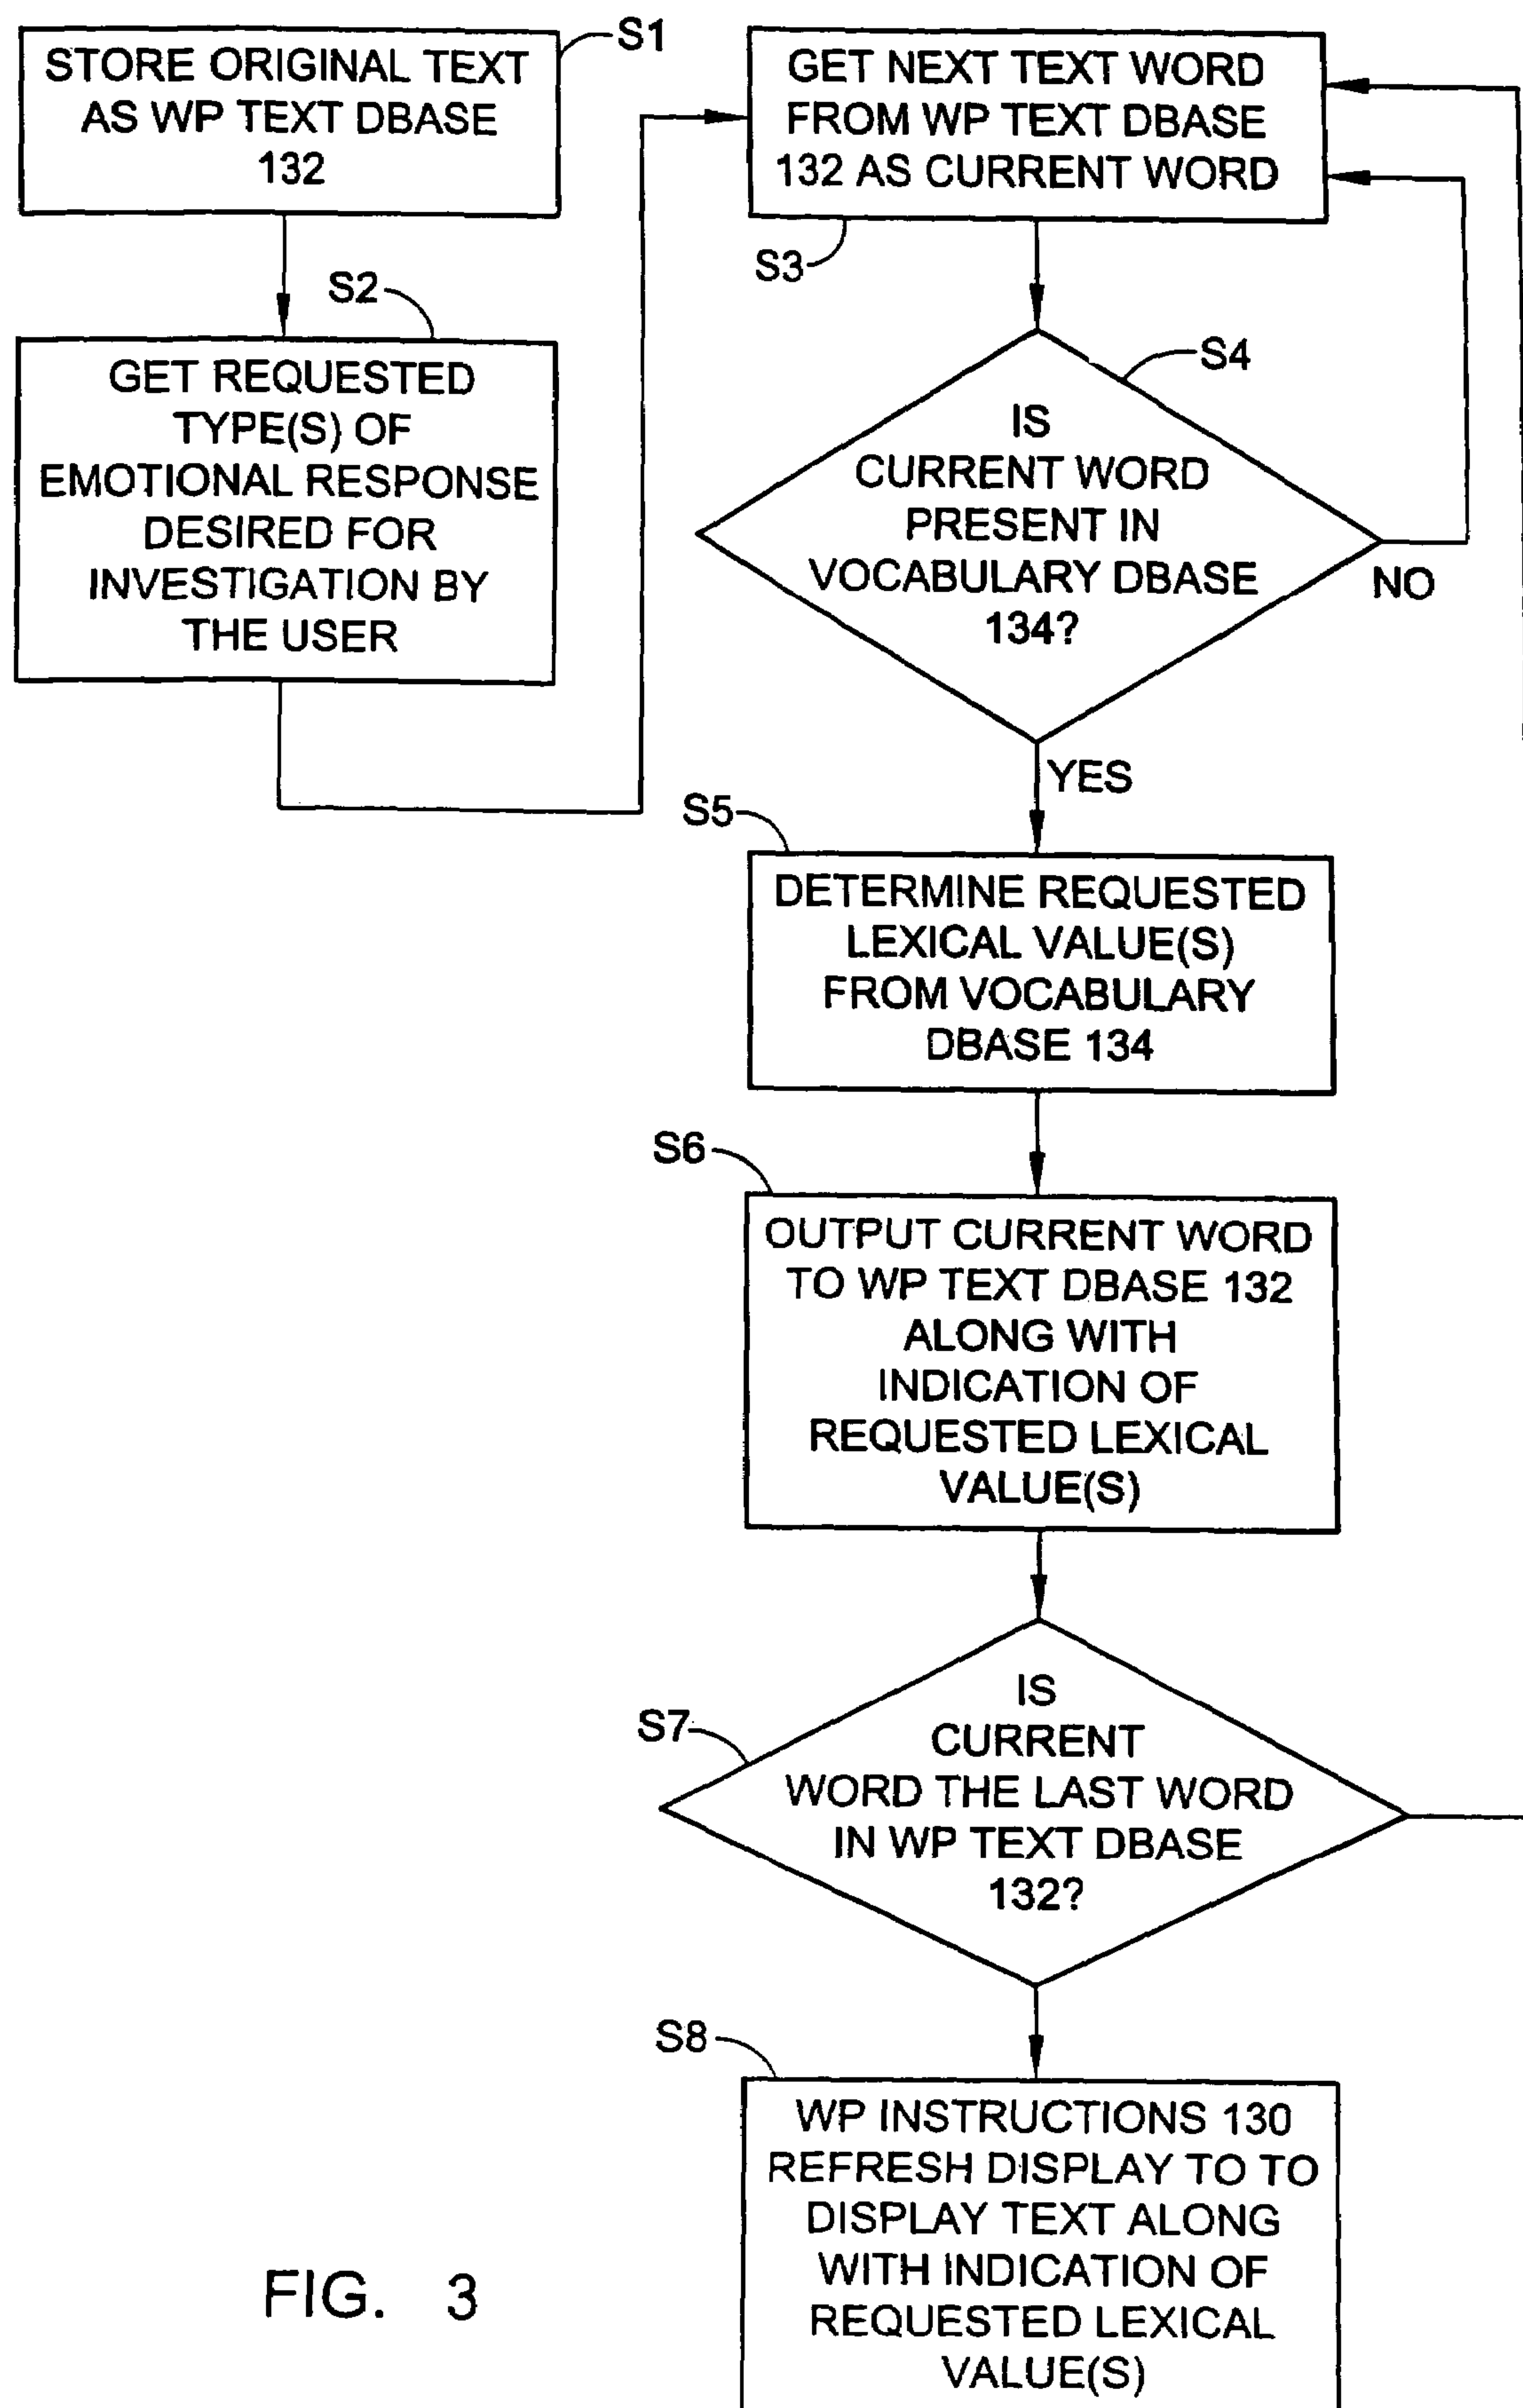 S1
STORE ORIGINAL TEXT
AS WP TEXT DBASE
132
S2
GET REQUESTED
TYPE(S) OF
EMOTIONAL RESPONSE
DESIRED FOR
INVESTIGATION BY
THE USER
GET NEXT TEXT WORD
FROM WP TEXT DBASE
132 AS CURRENT WORD
S3
S4
IS
CURRENT WORD
PRESENT IN
VOCABULARY DBASE
134?
NO
YES
S5
DETERMINE REQUESTED
LEXICAL VALUE(S)
FROM VOCABULARY
DBASE 134
S6
OUTPUT CURRENT WORD
TO WP TEXT DBASE 132
ALONG WITH
INDICATION OF
REQUESTED LEXICAL
VALUE(S)
S7
IS
CURRENT
WORD THE LAST WORD
IN WP TEXT DBASE
132?
S8
WP INSTRUCTIONS 130
REFRESH DISPLAY TO TO
DISPLAY TEXT ALONG
WITH INDICATION OF
REQUESTED LEXICAL
VALUE(S)
FIG. 3